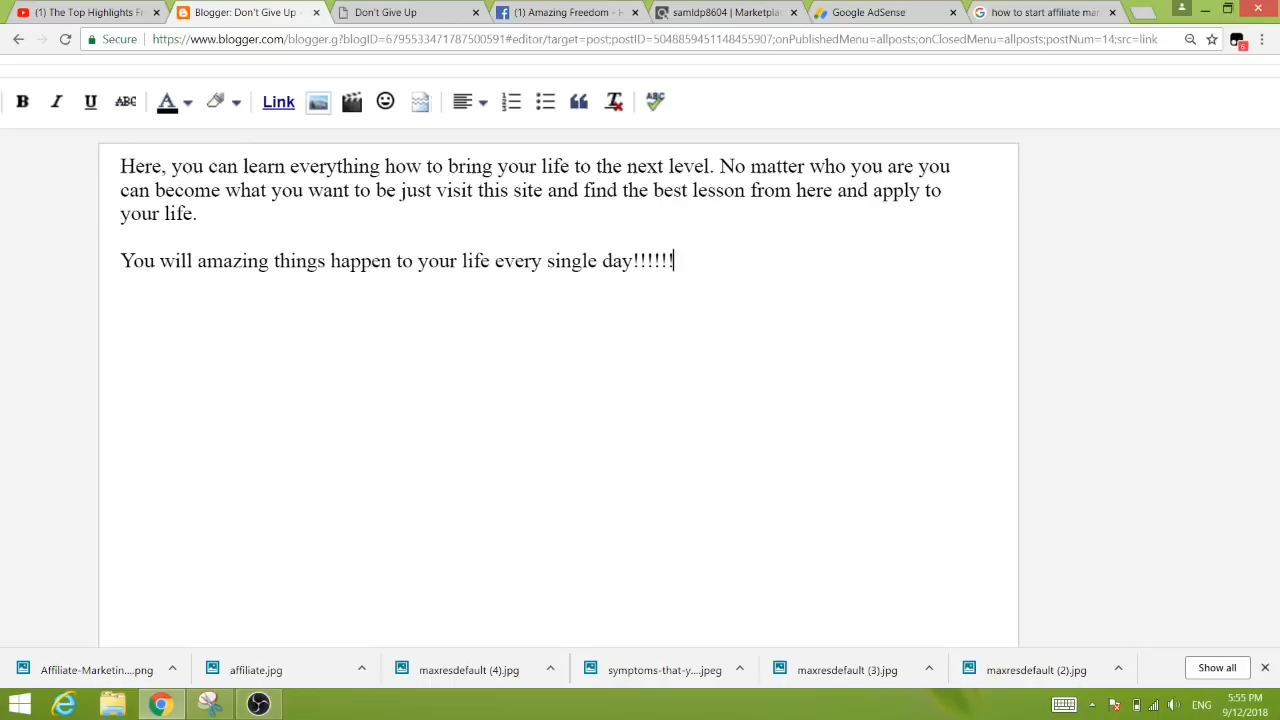 (1) The Top Highlights Fr
Blogger: Don't Give Up -
Don't Give Up
(1) Amazing Freedom - H
samldp8604 | Marketplac
Google AdSense
how to start affiliate mar
Secure
https://www.blogger.com/blogger.g?blogID=6795533471787500591#editor/target=post;postID=5048859451148455907;onPublishedMenu=allposts;onClosedMenu=allposts;postNum=14;src=link
6
B I U ABC A Link ABC
Here, you can learn everything how to bring your life to the next level. No matter who you are you
can become what you want to be just visit this site and find the best lesson from here and apply to
your life.
You will amazing things happen to your life every single day!!!!!!
Affiliate-Marketin....png
affiliate.jpg
maxresdefault (4).jpg
symptoms-that-y....jpeg
maxresdefault (3).jpg
maxresdefault (2).jpg
Show all
ENG
5:55 PM
9/12/2018